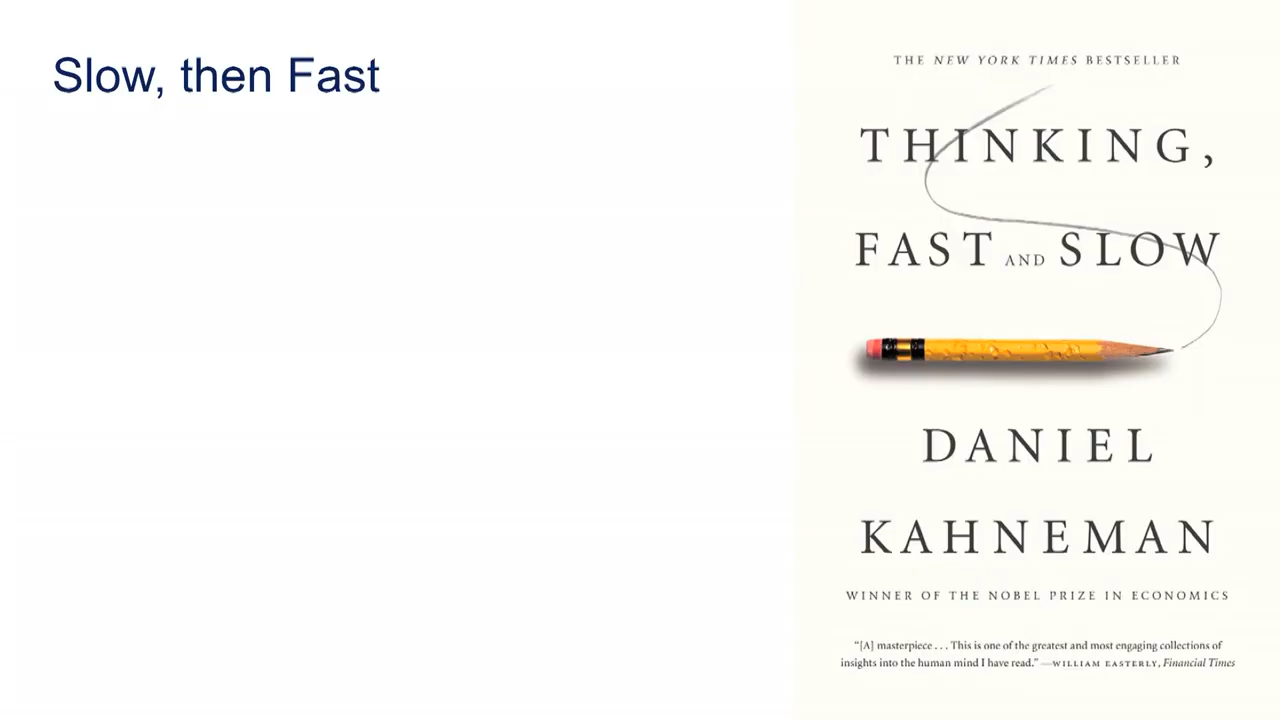 Slow, then Fast
THE NEW YORK TIMES BESTSELLER
THINKING,
FAST AND SLOW
DANIEL
KAHNEMAN
WINNER OF THE NOBEL PRIZE IN ECONOMICS
“[A] masperpiece . . . This is one of the greatest and most engaging collections of
insights into the human mind I have read.” —WILLIAM EASTERLY, Financial Times